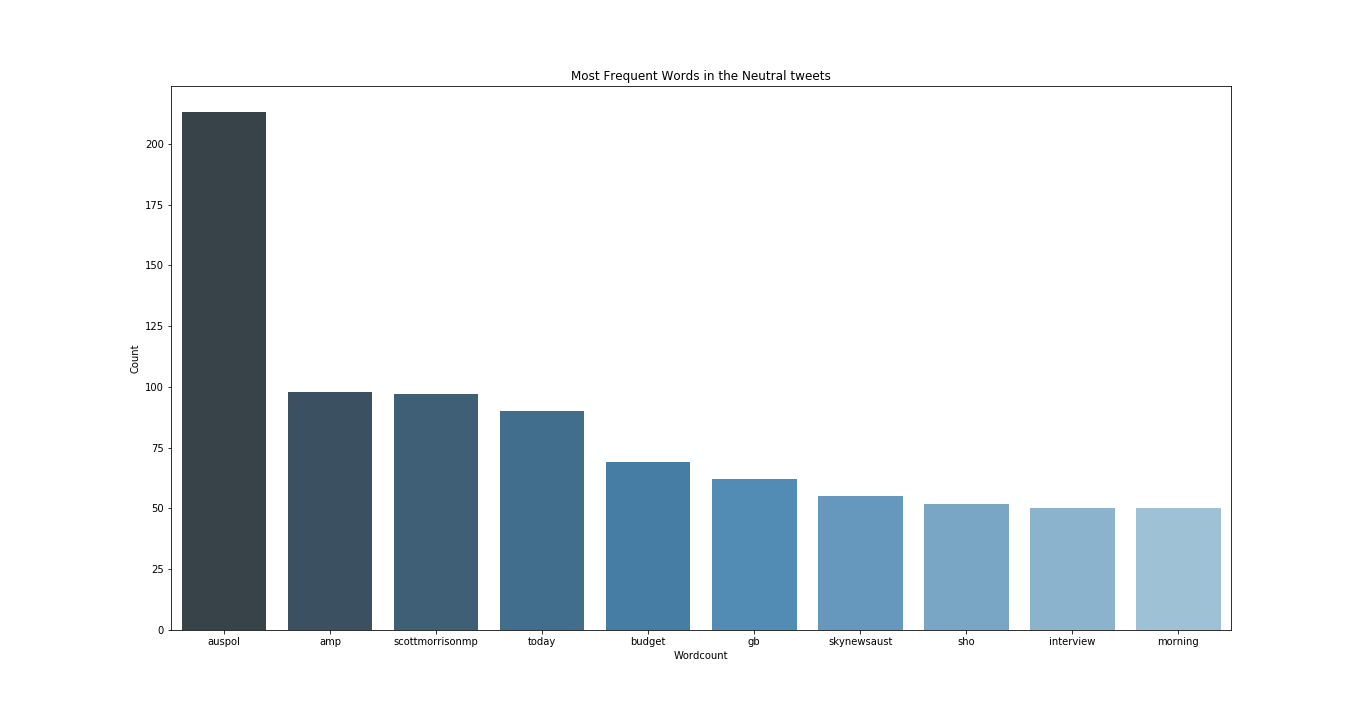 Most Frequent Words in the Neutral tweets
200
175
150
125
100
75
50
25
0
Count
auspol amp scottmorrisonmp today budget gb skynewsaust sho interview morning
Wordcount